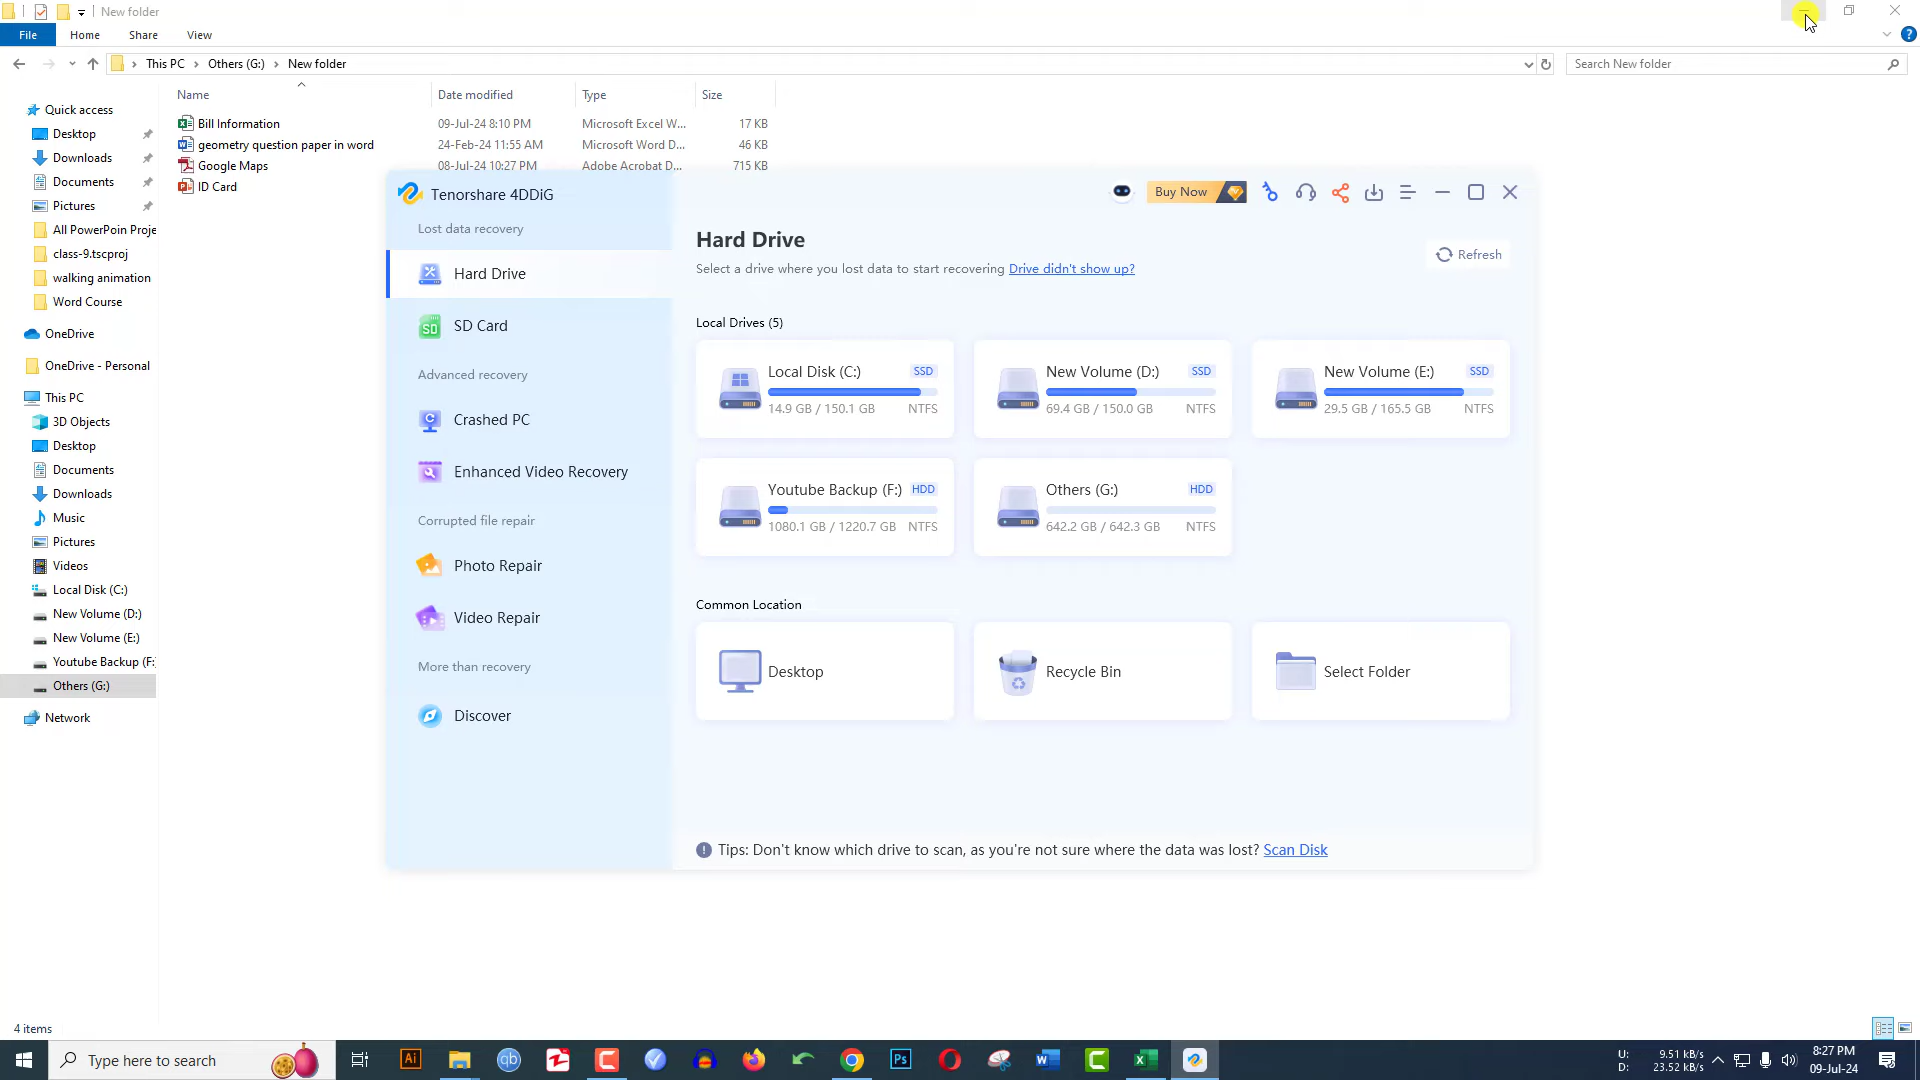 New folder
File Home Share View
This PC Others (G:) New folder
Search New folder
Name Date modified Type Size
Bill Information 09-Jul-24 8:10 PM Microsoft Excel W... 17 KB
geometry question paper in word 24-Feb-24 11:55 AM Microsoft Word D... 46 KB
Google Maps 08-Jul-24 10:27 PM Adobe Acrobat D... 715 KB
ID Card
Quick access
Desktop
Downloads
Documents
Pictures
All PowerPoin Proje
class-9.tscproj
walking animation
Word Course
OneDrive
OneDrive - Personal
This PC
3D Objects
Desktop
Documents
Downloads
Music
Pictures
Videos
Local Disk (C:)
New Volume (D:)
New Volume (E:)
Youtube Backup (F:
Others (G:)
Network
Tenorshare 4DDiG
Buy Now
Lost data recovery
Hard Drive
SD Card
Advanced recovery
Crashed PC
Enhanced Video Recovery
Corrupted file repair
Photo Repair
Video Repair
More than recovery
Discover
Hard Drive
Select a drive where you lost data to start recovering Drive didn't show up?
Refresh
Local Drives (5)
Local Disk (C:) SSD
14.9 GB / 150.1 GB NTFS
New Volume (D:) SSD
69.4 GB / 150.0 GB NTFS
New Volume (E:) SSD
29.5 GB / 165.5 GB NTFS
Youtube Backup (F:) HDD
1080.1 GB / 1220.7 GB NTFS
Others (G:) HDD
642.2 GB / 642.3 GB NTFS
Common Location
Desktop
Recycle Bin
Select Folder
Tips: Don't know which drive to scan, as you're not sure where the data was lost? Scan Disk
4 items
Type here to search
Ai
qb
Ps
U: 9.51 kB/s
D: 23.52 kB/s
8:27 PM
09-Jul-24